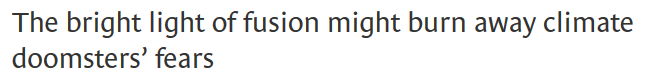 The bright light of fusion might burn away climate
doomsters’ fears